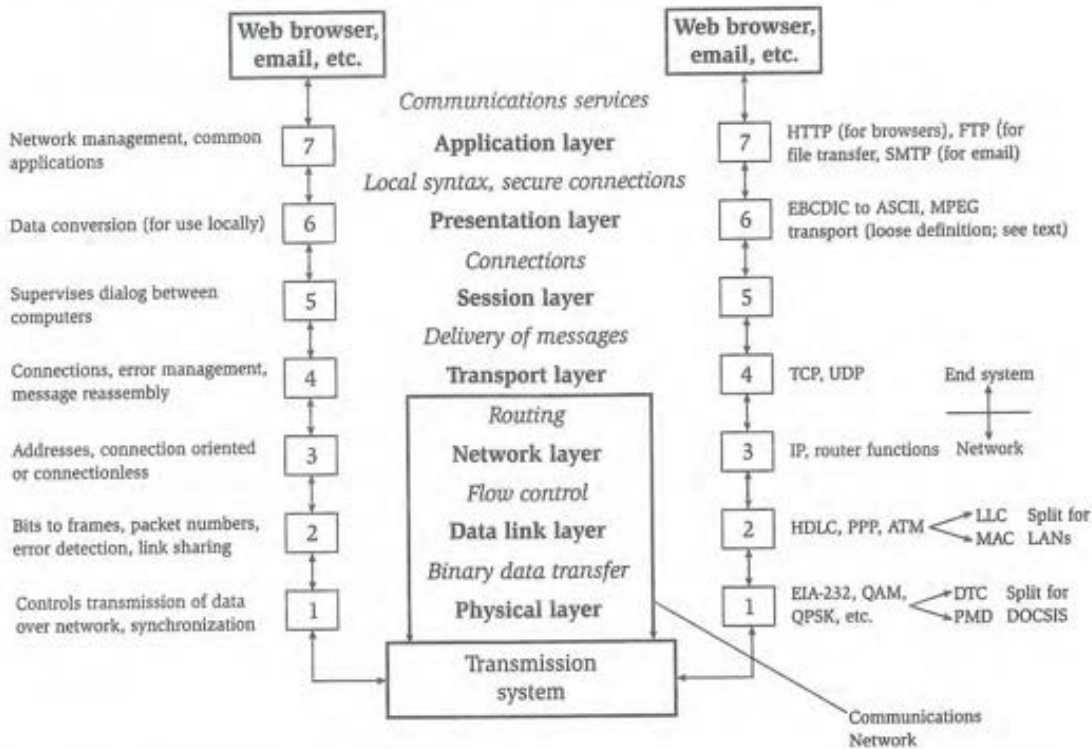 Web browser,
email, etc.
Web browser,
email, etc.
Communications services
Network management, common
applications
7
Application layer
7
HTTP (for browsers), FTP (for
file transfer, SMTP (for email)
Local syntax, secure connections
Data conversion (for use locally)
6
Presentation layer
6
EBCDIC to ASCII, MPEG
transport (loose definition; see text)
Connections
Supervises dialog between
computers
5
Session layer
5
Delivery of messages
Connections, error management,
message reassembly
4
Transport layer
4
TCP, UDP
End system
Routing
Addresses, connection oriented
or connectionless
3
Network layer
3
IP, router functions
Network
Flow control
Bits to frames, packet numbers,
error detection, link sharing
2
Data link layer
2
HDLC, PPP, ATM
LLC Split for
MAC LANs
Binary data transfer
Controls transmission of data
over network, synchronization
1
Physical layer
1
EIA-232, QAM,
QPSK, etc.
DTC Split for
PMD DOCSIS
Transmission
system
Communications
Network